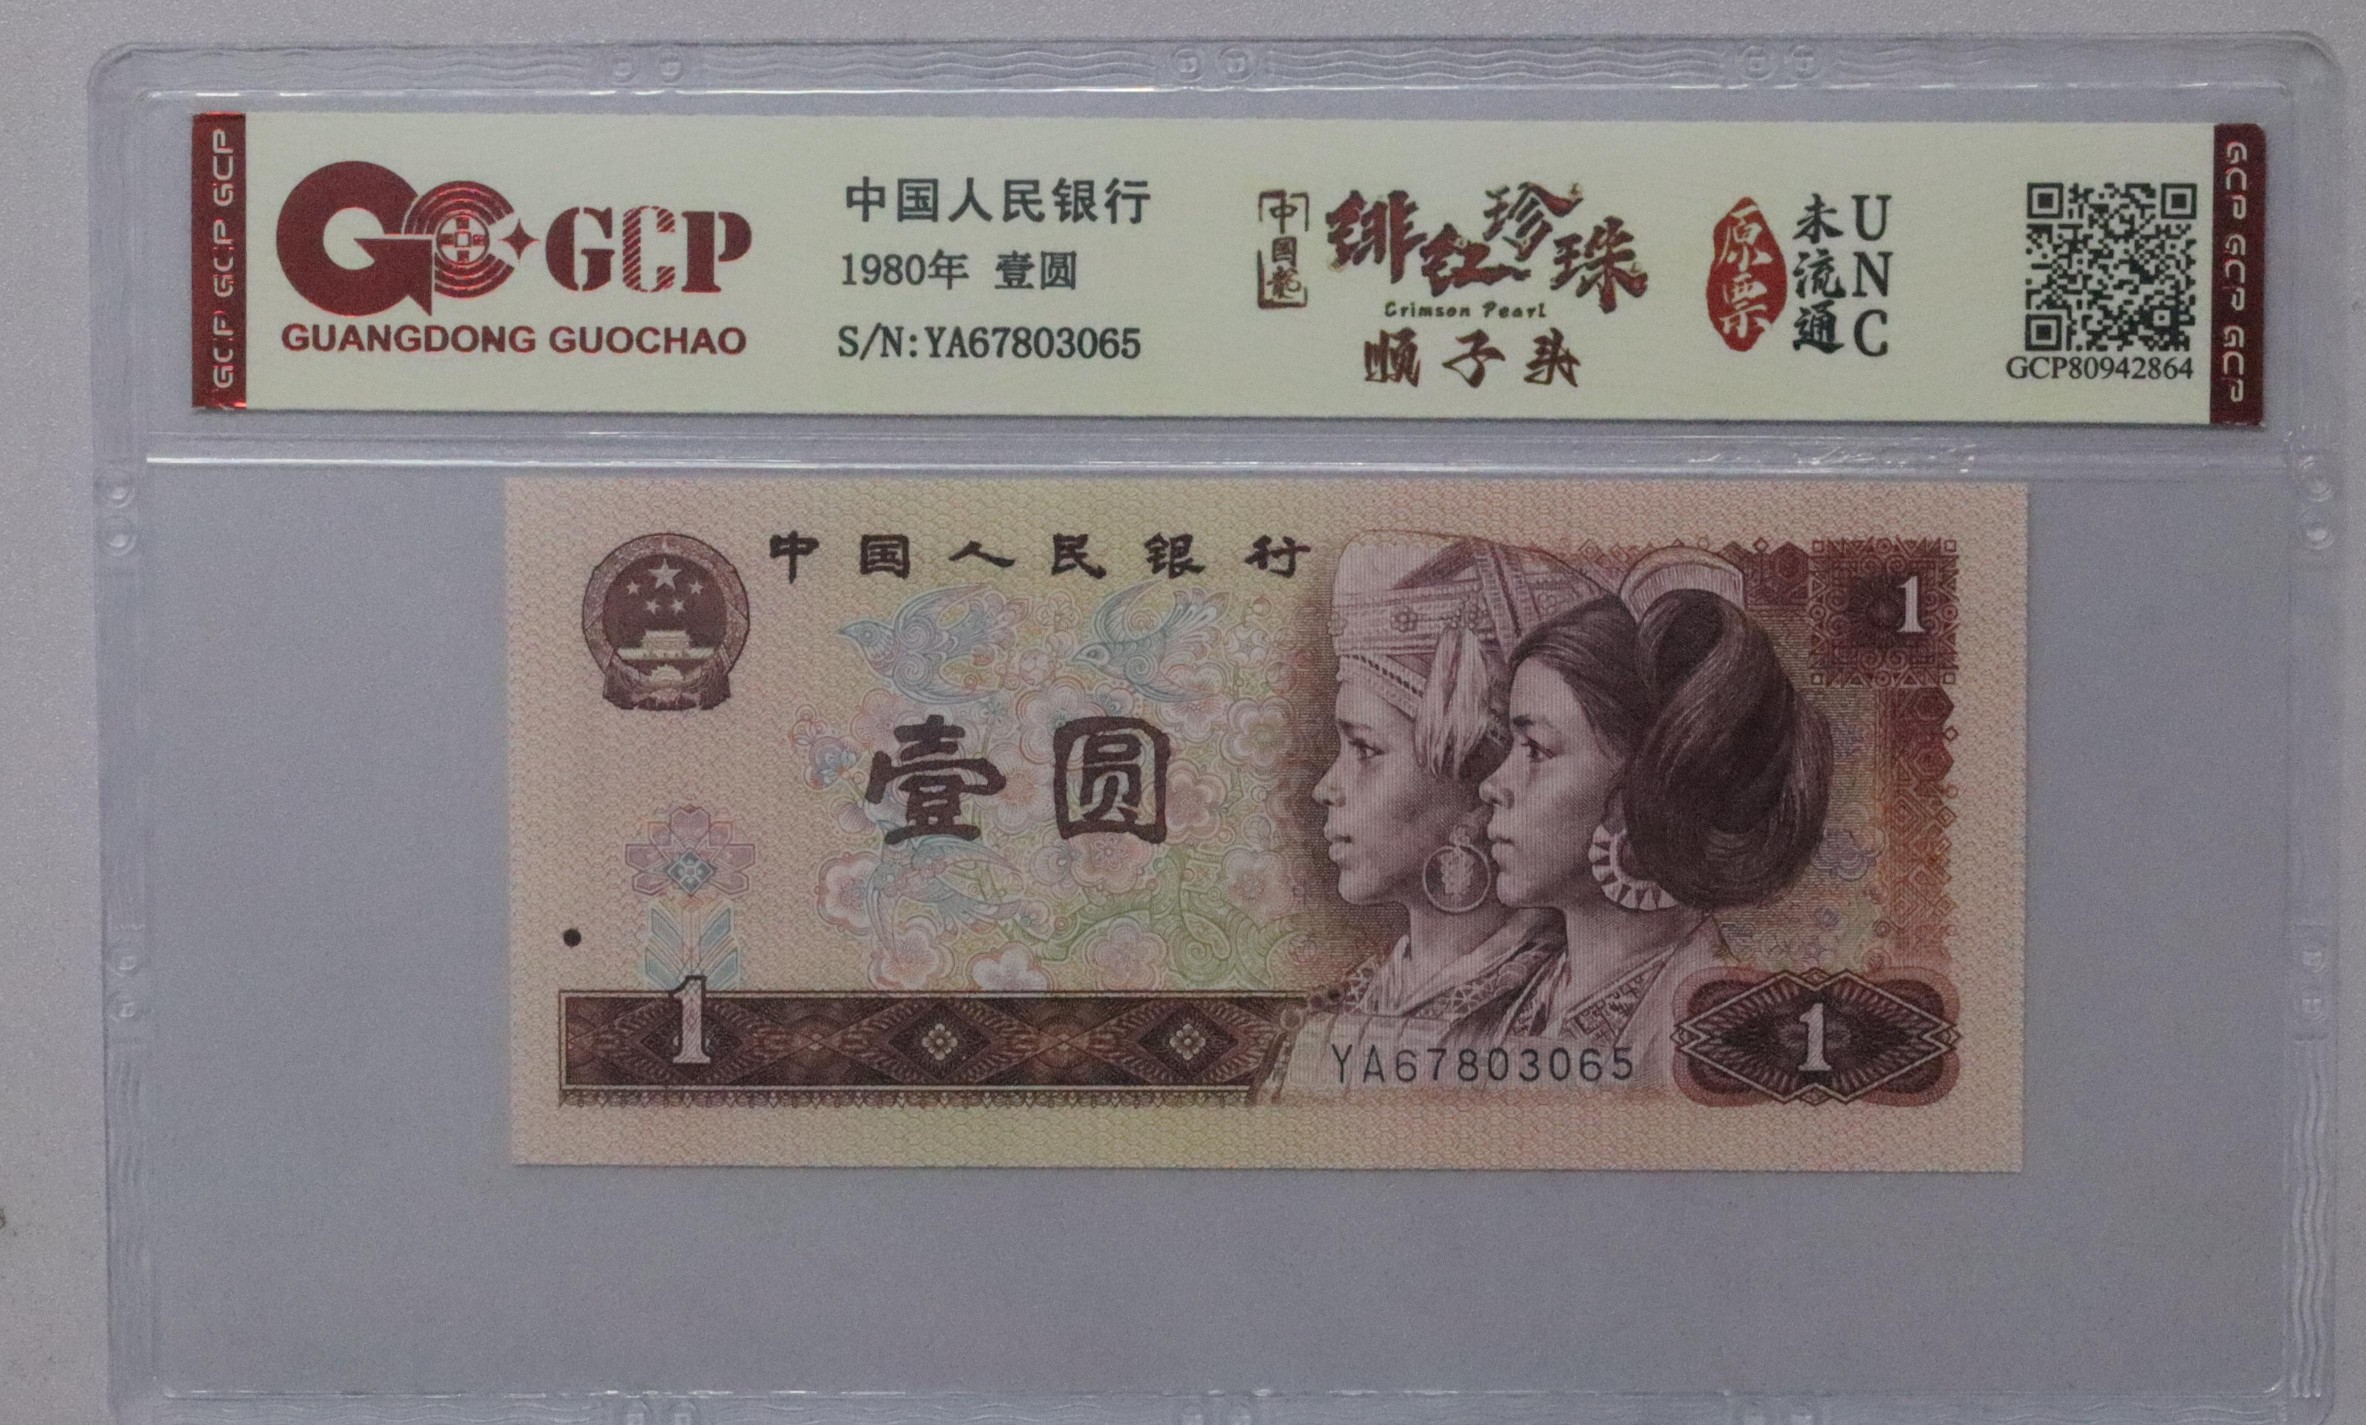 GCP GCP GCP
GCP
GUANGDONG GUOCHAO
中国人民银行
1980年 壹圆
S/N:YA67803065
中国龙
绯红珍珠
Crimson Pearl
顺子头
原票
未流通
UNC
GCP80942864
GCP GCP GCP
中国人民银行
1
壹圆
1
YA67803065
1